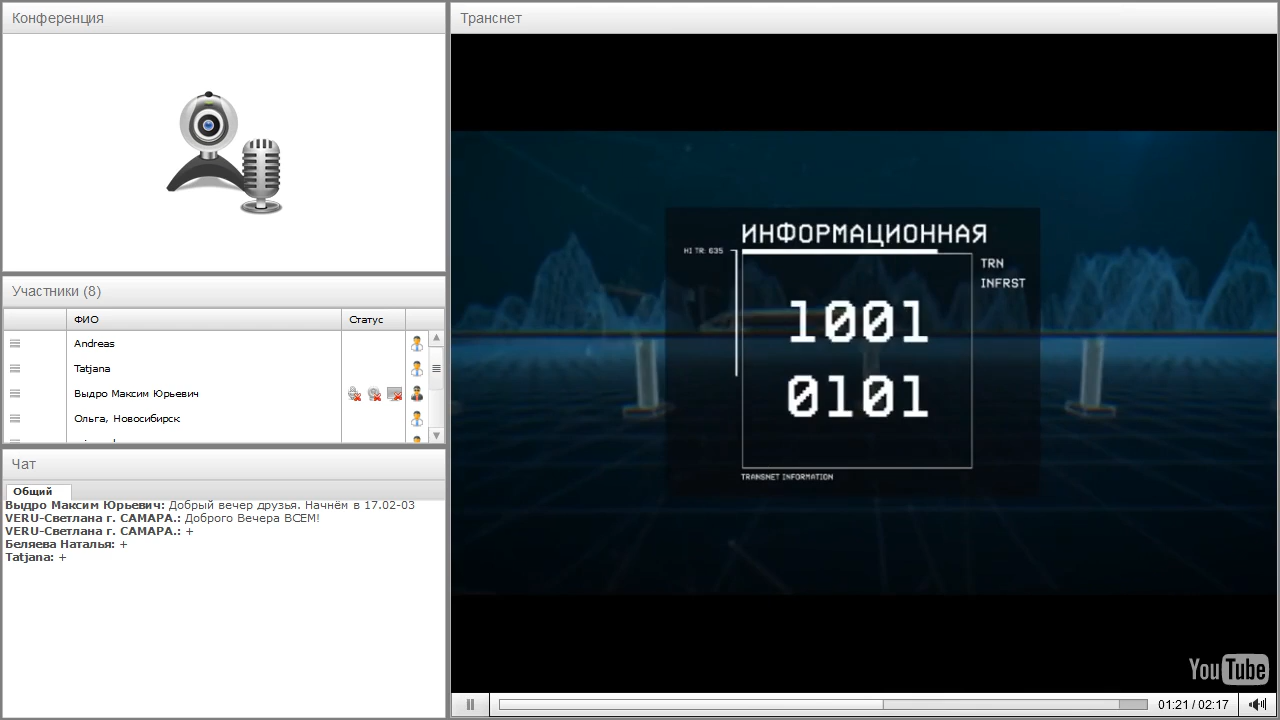 Конференция
Участники (8)
ФИО
Статус
Andreas
Tatjana
Выдро Максим Юрьевич
Ольга, Новосибирск
Чат
Общий
Выдро Максим Юрьевич: Добрый вечер друзья. Начнём в 17.02-03
VERU-Светлана г. САМАРА.: Доброго Вечера ВСЕМ!
VERU-Светлана г. САМАРА.: +
Беляева Наталья: +
Tatjana: +
Транснет
ИНФОРМАЦИОННАЯ
HI TR: 635
TRN
INFRST
1001
0101
TRANSNET INFORMATION
YouTube
01:21 / 02:17